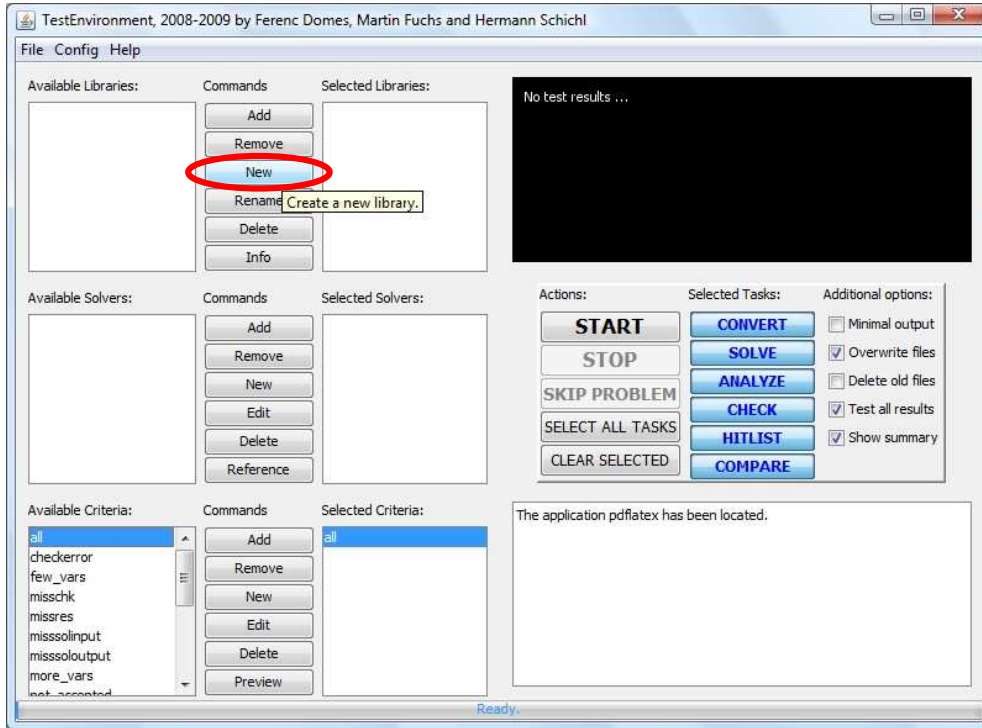 TestEnvironment, 2008-2009 by Ferenc Domes, Martin Fuchs and Hermann Schichl
File Config Help
Available Libraries:
Commands
Selected Libraries:
Add
Remove
New
Rename
Create a new library.
Delete
Info
No test results ...
Available Solvers:
Commands
Selected Solvers:
Add
Remove
New
Edit
Delete
Reference
Actions:
Selected Tasks:
Additional options:
START
CONVERT
Minimal output
STOP
SOLVE
Overwrite files
SKIP PROBLEM
ANALYZE
Delete old files
SELECT ALL TASKS
CHECK
Test all results
CLEAR SELECTED
HITLIST
Show summary
COMPARE
Available Criteria:
Commands
Selected Criteria:
all
checkerror
few_vars
misschk
missres
misssolinput
misssoloutput
more_vars
not_accepted
Add
Remove
New
Edit
Delete
Preview
all
The application pdflatex has been located.
Ready.